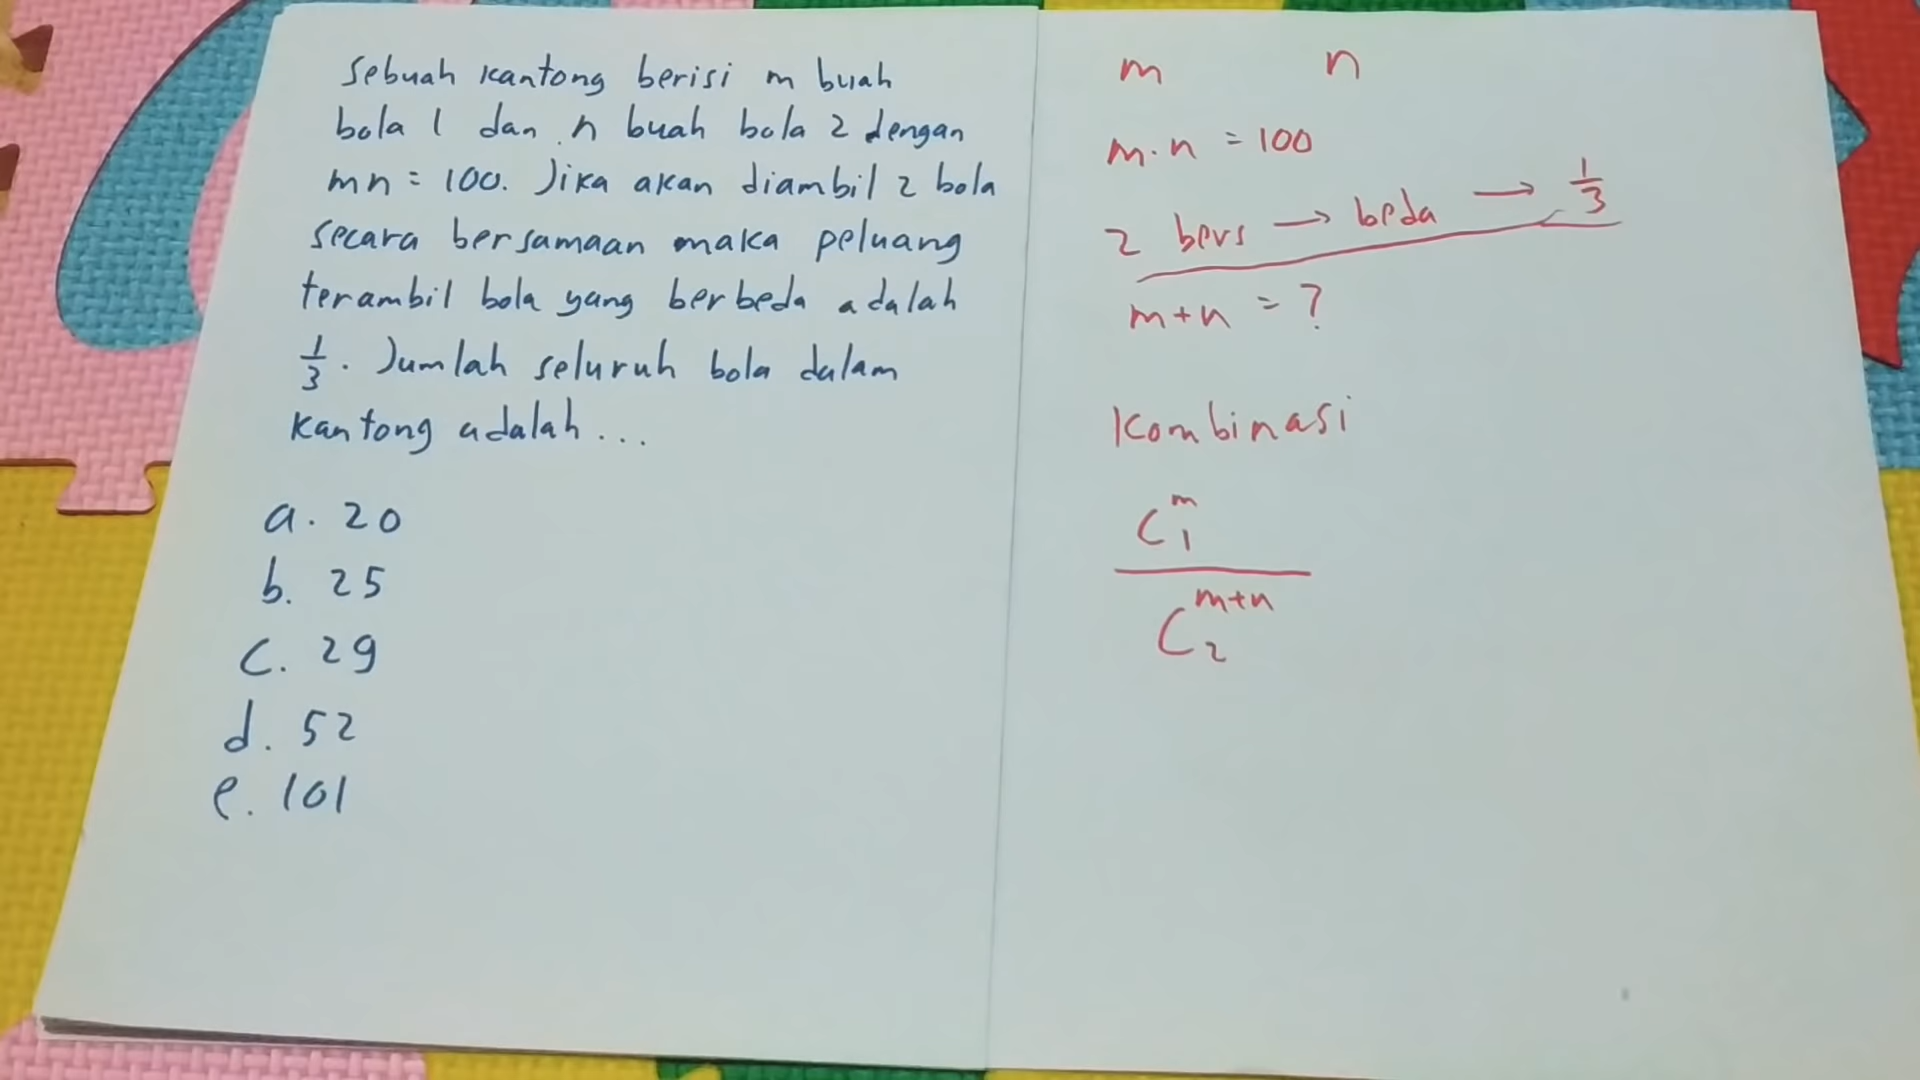 Sebuah kantong berisi m buah
bola 1 dan n buah bola 2 dengan
mn = 100. Jika akan diambil 2 bola
secara bersamaan maka peluang
terambil bola yang berbeda adalah
1/3. Jumlah seluruh bola dalam
kantong adalah...
a. 20
b. 25
c. 29
d. 52
e. 101
m n
m.n = 100
2 bers → beda → 1/3
m+n = ?
Kombinasi
C₁ᵐ
C₂ᵐ⁺ⁿ